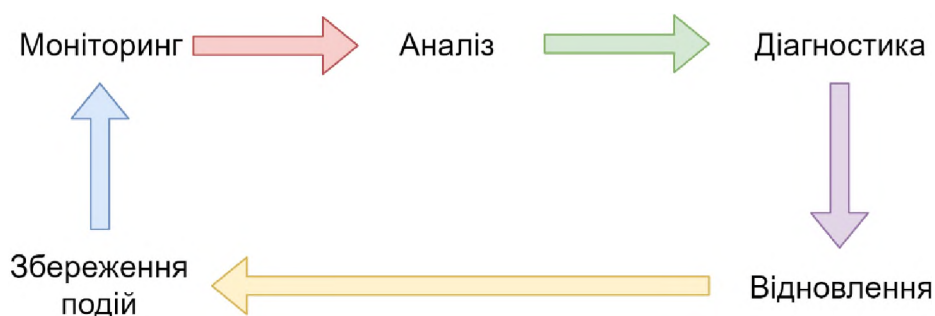 Моніторинг
Аналіз
Діагностика
Збереження
подій
Відновлення